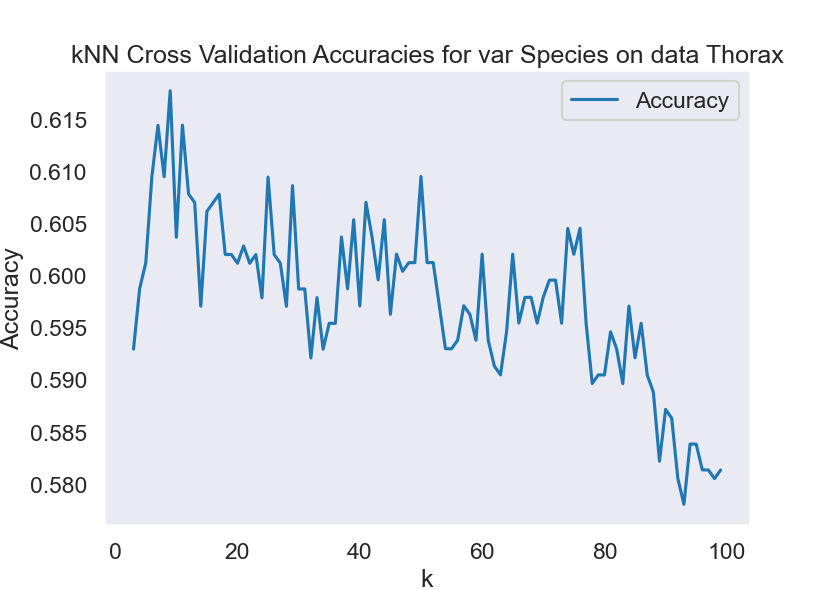 kNN Cross Validation Accuracies for var Species on data Thorax
Accuracy
0.615
0.610
0.605
0.600
0.595
0.590
0.585
0.580
Accuracy
0 20 40 60 80 100
k